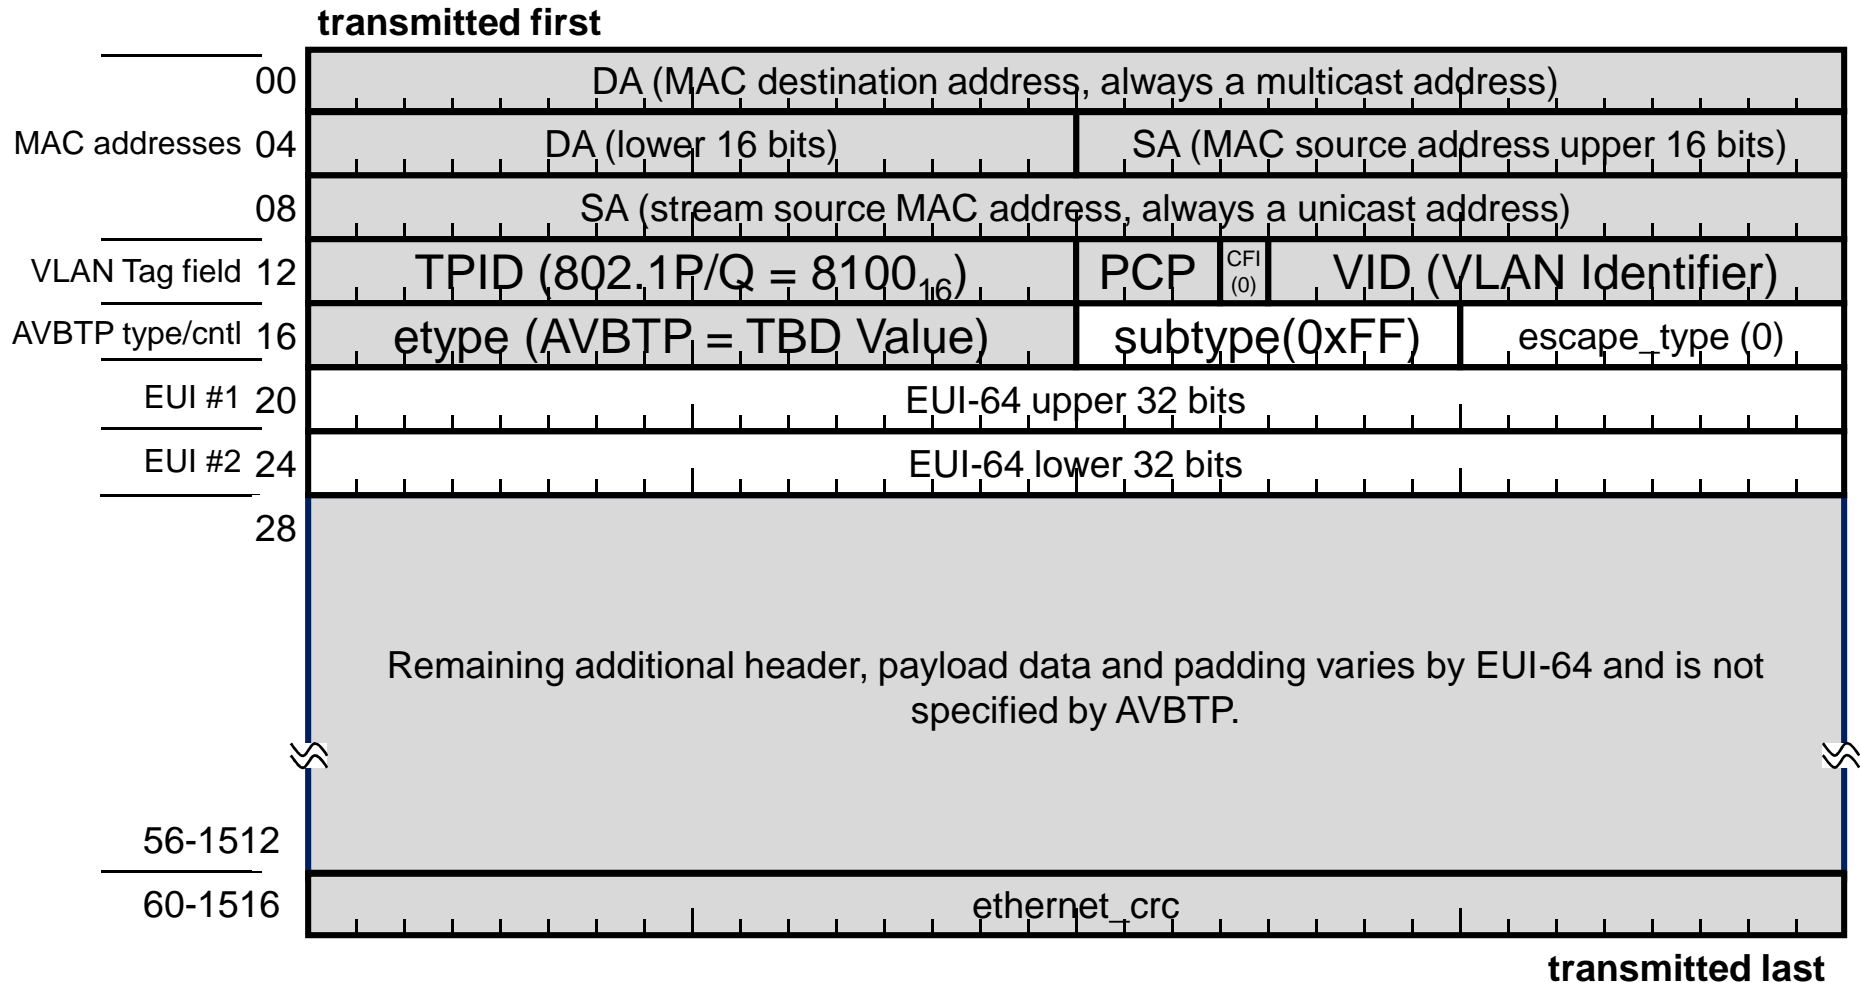 transmitted first
00 DA (MAC destination address, always a multicast address)
MAC addresses 04 DA (lower 16 bits) SA (MAC source address upper 16 bits)
08 SA (stream source MAC address, always a unicast address)
VLAN Tag field 12 TPID (802.1P/Q = 8100₁₆) PCP CFI (0) VID (VLAN Identifier)
AVBTP type/cntl 16 etype (AVBTP = TBD Value) subtype(0xFF) escape_type (0)
EUI #1 20 EUI-64 upper 32 bits
EUI #2 24 EUI-64 lower 32 bits
28
Remaining additional header, payload data and padding varies by EUI-64 and is not
specified by AVBTP.
56-1512
60-1516 ethernet_crc
transmitted last